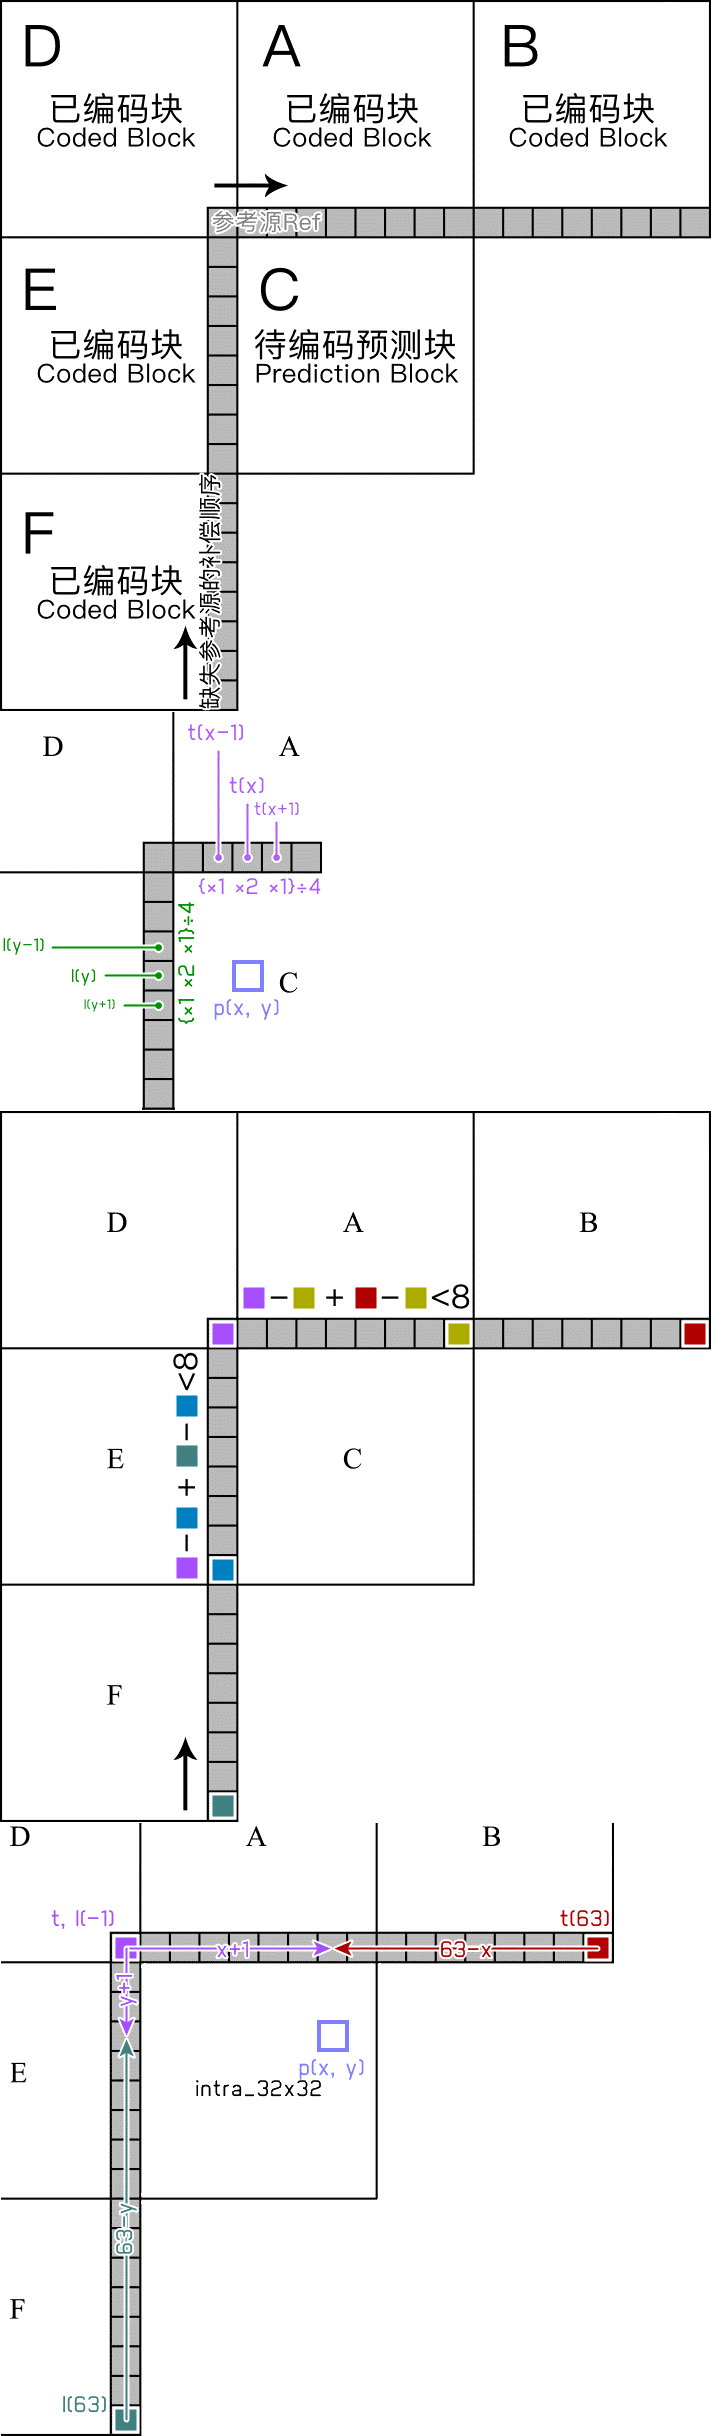 D
已编码块
Coded Block
A
已编码块
Coded Block
B
已编码块
Coded Block
参考源Ref
E
已编码块
Coded Block
C
待编码预测块
Prediction Block
F
已编码块
Coded Block
缺失参考源的补偿顺序
D
A
t(x-1)
t(x)
t(x+1)
{×1 ×2 ×1}÷4
l(y-1)
l(y)
l(y+1)
{×1 ×2 ×1}÷4
C
p(x, y)
D
A
B
- + - <8
E
- + - <8
C
F
D
A
B
t, l(-1)
t(63)
x+1
63-x
y+1
E
p(x, y)
intra_32x32
63-y
F
l(63)